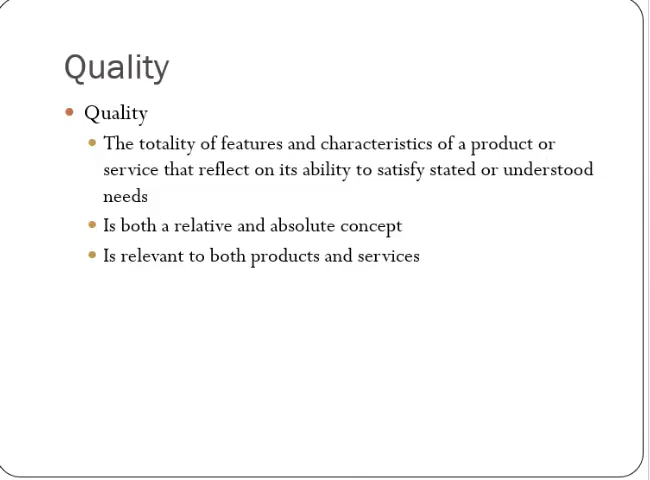 Quality
Quality
The totality of features and characteristics of a product or
service that reflect on its ability to satisfy stated or understood
needs
Is both a relative and absolute concept
Is relevant to both products and services